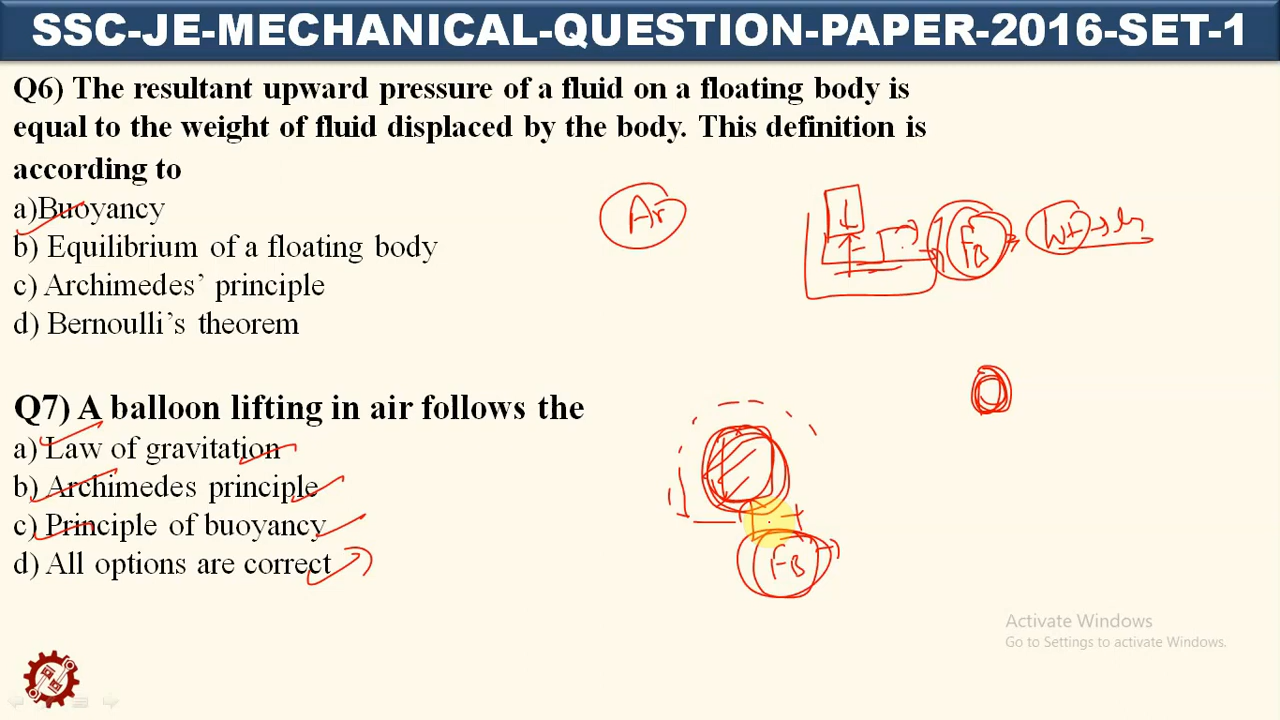 SSC-JE-MECHANICAL-QUESTION-PAPER-2016-SET-1
Q6) The resultant upward pressure of a fluid on a floating body is
equal to the weight of fluid displaced by the body. This definition is
according to
a)Buoyancy
b) Equilibrium of a floating body
c) Archimedes’ principle
d) Bernoulli’s theorem
Ar
FB
Q7) A balloon lifting in air follows the
a) Law of gravitation
b) Archimedes principle
c) Principle of buoyancy
d) All options are correct
FB
Activate Windows
Go to Settings to activate Windows.